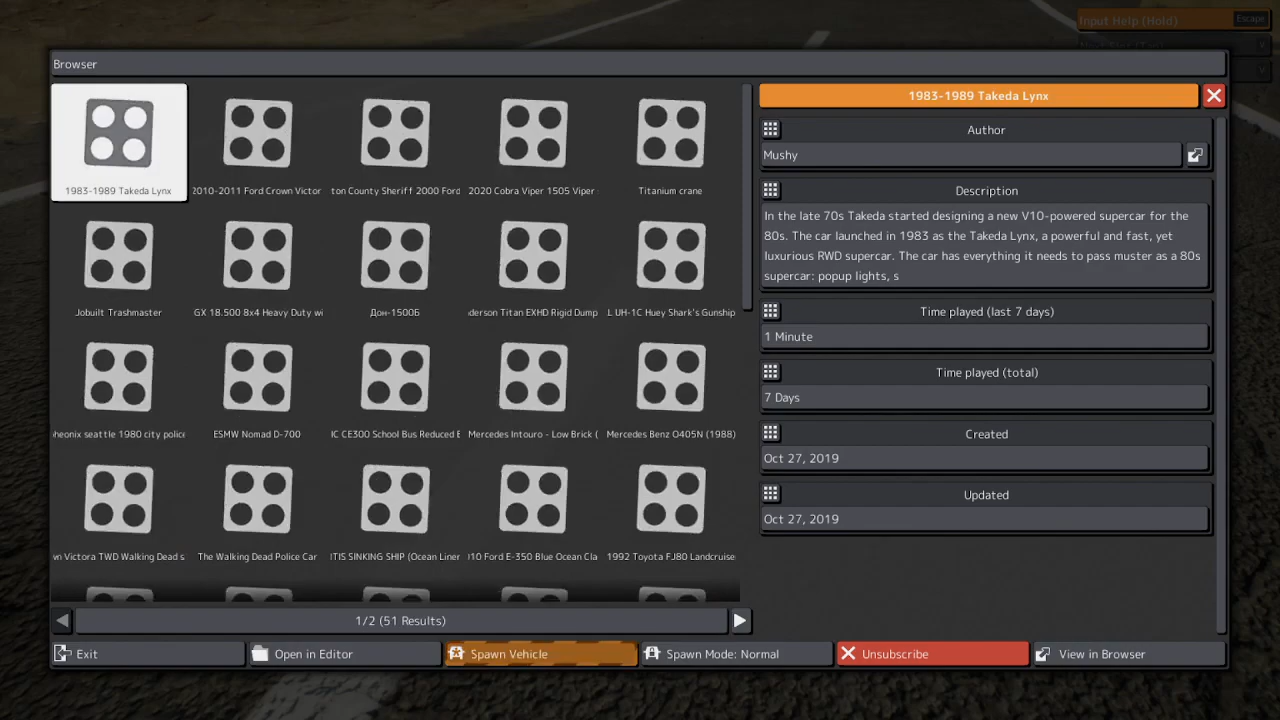 Input Help (Hold) Escape
Browser
1983-1989 Takeda Lynx
2010-2011 Ford Crown Victor
ton County Sheriff 2000 Ford
2020 Cobra Viper 1505 Viper
Titanium crane
Jobuilt Trashmaster
GX 18.500 8x4 Heavy Duty wi
Дон-1500Б
derson Titan EXHD Rigid Dump
UH-1C Huey Shark's Gunship
heonix seattle 1980 city police
ESMW Nomad D-700
IC CE300 School Bus Reduced
Mercedes Intouro - Low Brick (
Mercedes Benz O405N (1988)
Victora TWD Walking Dead s
The Walking Dead Police Car
TIS SINKING SHIP (Ocean Liner
10 Ford E-350 Blue Ocean Cla
1992 Toyota FJ80 Landcruise
1/2 (51 Results)
1983-1989 Takeda Lynx
Author
Mushy
Description
In the late 70s Takeda started designing a new V10-powered supercar for the
80s. The car launched in 1983 as the Takeda Lynx, a powerful and fast, yet
luxurious RWD supercar. The car has everything it needs to pass muster as a 80s
supercar: popup lights, s
Time played (last 7 days)
1 Minute
Time played (total)
7 Days
Created
Oct 27, 2019
Updated
Oct 27, 2019
Exit
Open in Editor
Spawn Vehicle
Spawn Mode: Normal
Unsubscribe
View in Browser